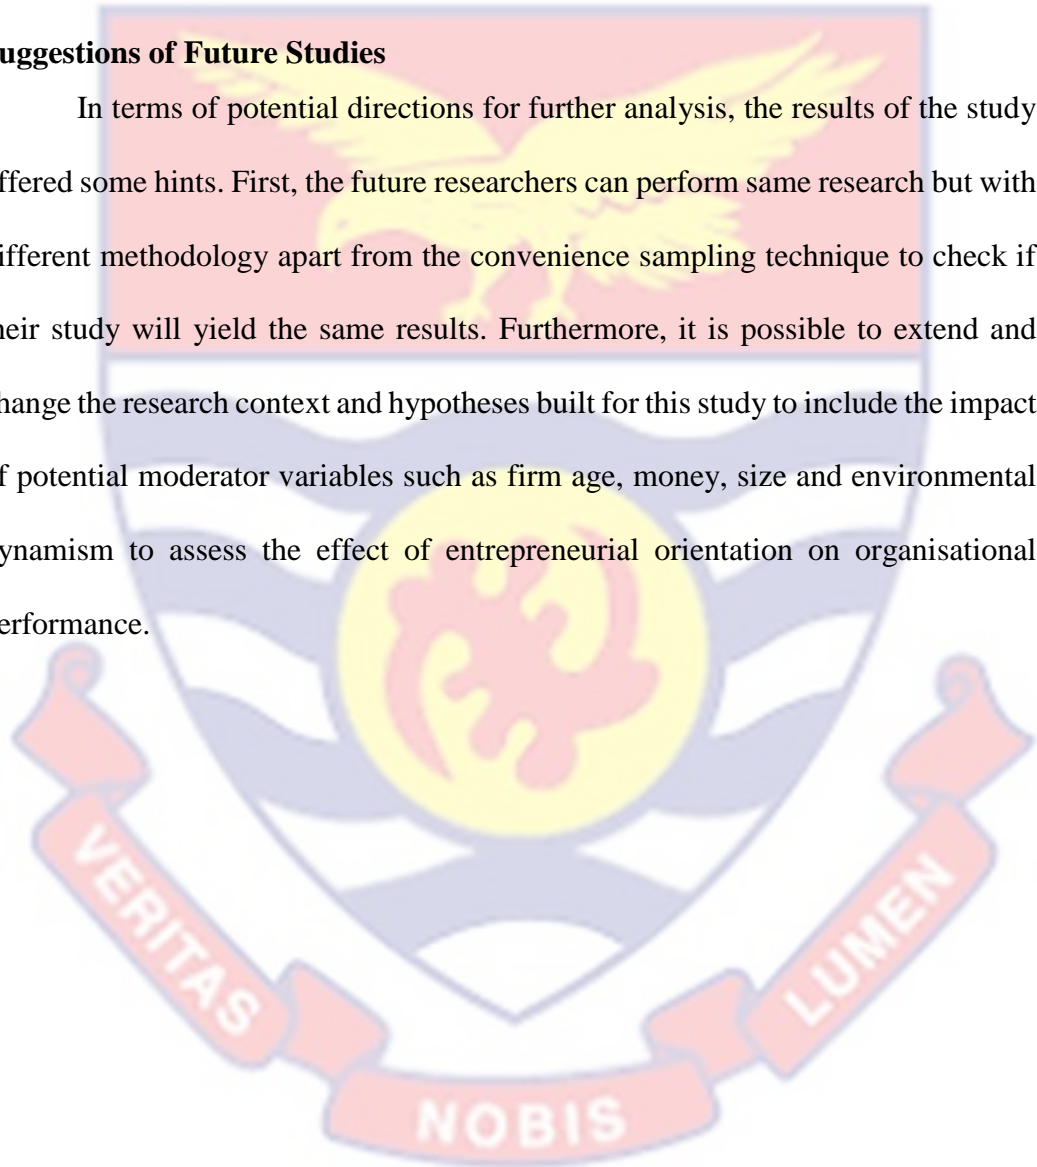 uggestions of Future Studies
In terms of potential directions for further analysis, the results of the study
ffered some hints. First, the future researchers can perform same research but with
ifferent methodology apart from the convenience sampling technique to check if
heir study will yield the same results. Furthermore, it is possible to extend and
hange the research context and hypotheses built for this study to include the impact
f potential moderator variables such as firm age, money, size and environmental
ynamism to assess the effect of entrepreneurial orientation on organisational
erformance.
VERITAS
NOBIS
LUMEN